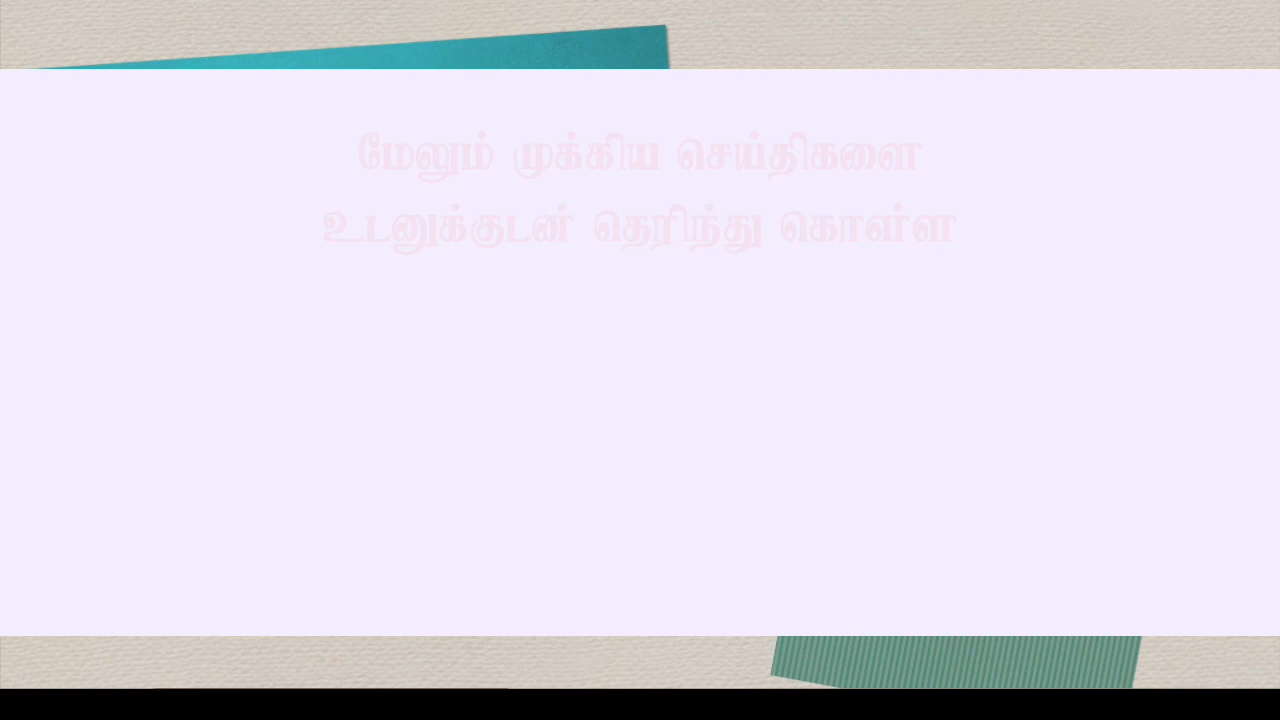 மேலும் முக்கிய செய்திகளை
உடனுக்குடன் தெரிந்து கொள்ள